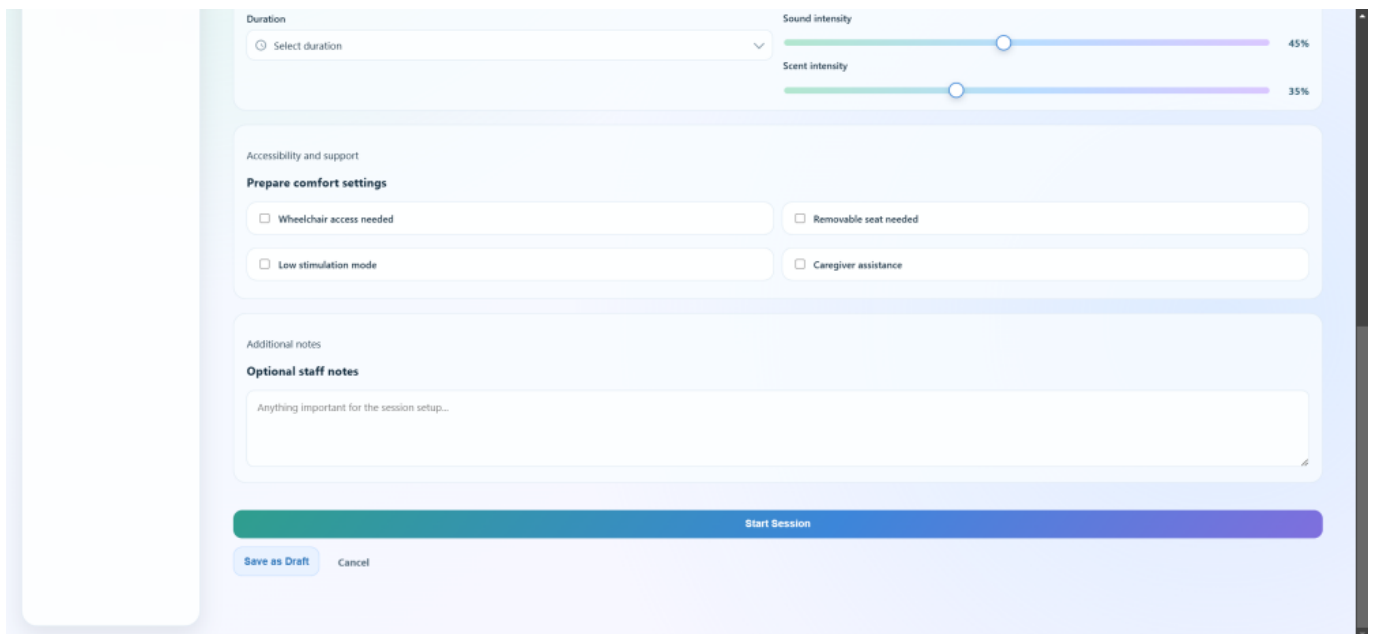 Duration
Select duration
Sound intensity
45%
Scent intensity
35%
Accessibility and support
Prepare comfort settings
Wheelchair access needed
Removable seat needed
Low stimulation mode
Caregiver assistance
Additional notes
Optional staff notes
Anything important for the session setup...
Start Session
Save as Draft
Cancel